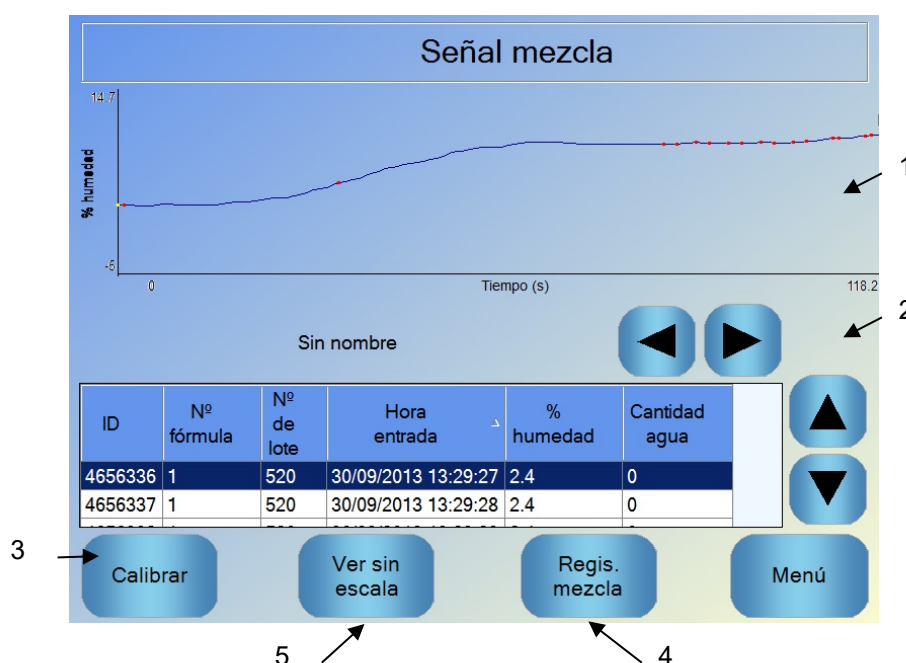 Señal mezcla
14.7
% humedad
-5
0
Tiempo (s)
118.2
1
2
Sin nombre
ID Nº fórmula Nº de lote Hora entrada % humedad Cantidad agua
4656336 1 520 30/09/2013 13:29:27 2.4 0
4656337 1 520 30/09/2013 13:29:28 2.4 0
3
Calibrar
Ver sin
escala
Regis.
mezcla
Menú
5
4